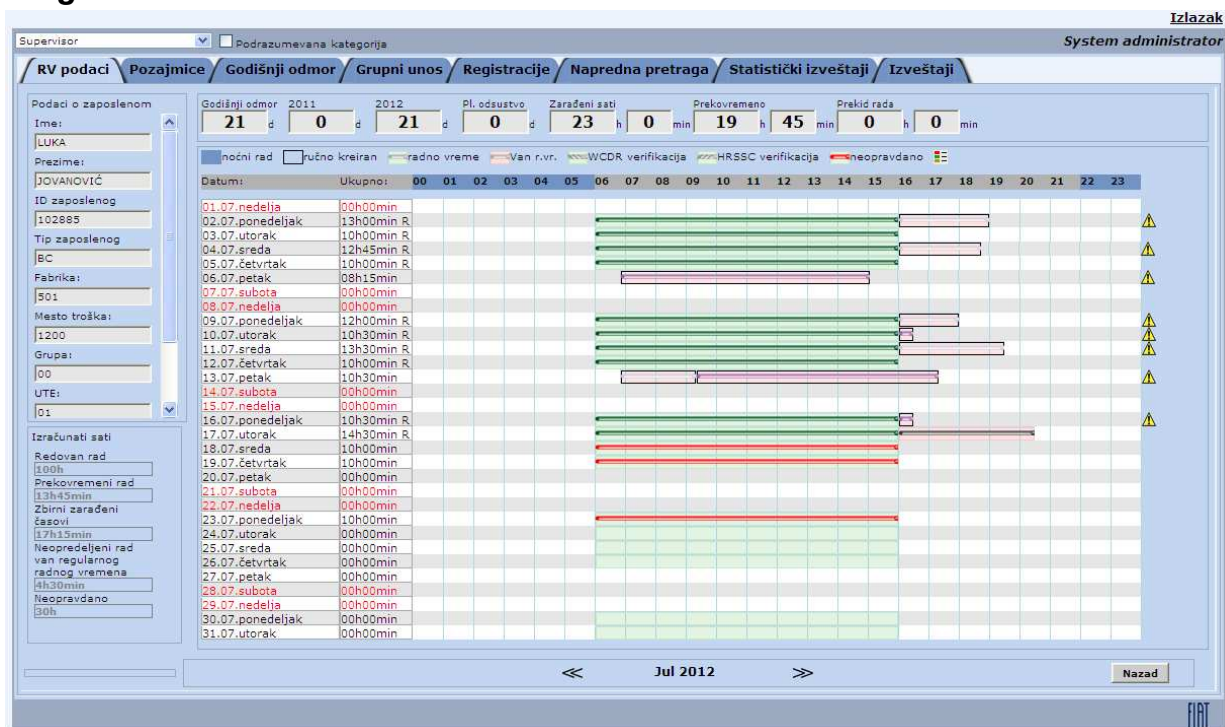 Izlazak
Supervisor Podrazumevana kategorija System administrator
RV podaci Pozajmice Godišnji odmor Grupni unos Registracije Napredna pretraga Statistički izveštaji Izveštaji
Podaci o zaposlenom
Ime:
LUKA
Prezime:
JOVANOVIĆ
ID zaposlenog
102885
Tip zaposlenog
BC
Fabrika:
501
Mesto troška:
1200
Grupa:
00
UTE:
01
Izračunati sati
Redovan rad
100h
Prekovremeni rad
13h45min
Zbirni zarađeni
časovi
17h15min
Neopredeljeni rad
van regularnog
radnog vremena
4h30min
Neopravdano
30h
Godišnji odmor 2011 2012 Pl. odsustvo Zarađeni sati Prekovremeno Prekid rada
21 d 0 d 21 d 0 d 23 h 0 min 19 h 45 min 0 h 0 min
noćni rad ručno kreiran radno vreme Van r.vr. WCDR verifikacija HRSSC verifikacija neopravdano
Datum: Ukupno: 00 01 02 03 04 05 06 07 08 09 10 11 12 13 14 15 16 17 18 19 20 21 22 23
01.07.nedelja 00h00min
02.07.ponedeljak 13h00min R
03.07.utorak 10h00min R
04.07.sreda 12h45min R
05.07.četvrtak 10h00min R
06.07.petak 08h15min
07.07.subota 00h00min
08.07.nedelja 00h00min
09.07.ponedeljak 12h00min R
10.07.utorak 10h30min R
11.07.sreda 13h30min R
12.07.četvrtak 10h00min R
13.07.petak 10h30min
14.07.subota 00h00min
15.07.nedelja 00h00min
16.07.ponedeljak 10h30min R
17.07.utorak 14h30min R
18.07.sreda 10h00min
19.07.četvrtak 10h00min
20.07.petak 00h00min
21.07.subota 00h00min
22.07.nedelja 00h00min
23.07.ponedeljak 10h00min
24.07.utorak 00h00min
25.07.sreda 00h00min
26.07.četvrtak 00h00min
27.07.petak 00h00min
28.07.subota 00h00min
29.07.nedelja 00h00min
30.07.ponedeljak 00h00min
31.07.utorak 00h00min
≪ Jul 2012 ≫ Nazad
FIAT